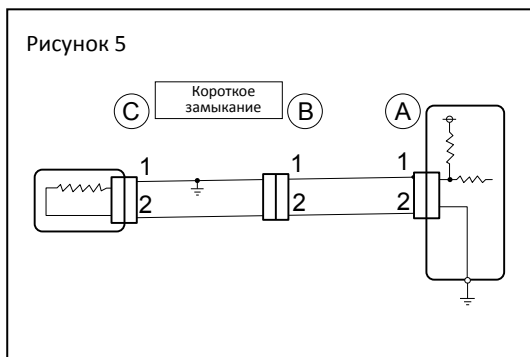 Рисунок 5
Короткое
замыкание
C B A
1 1 1
2 2 2